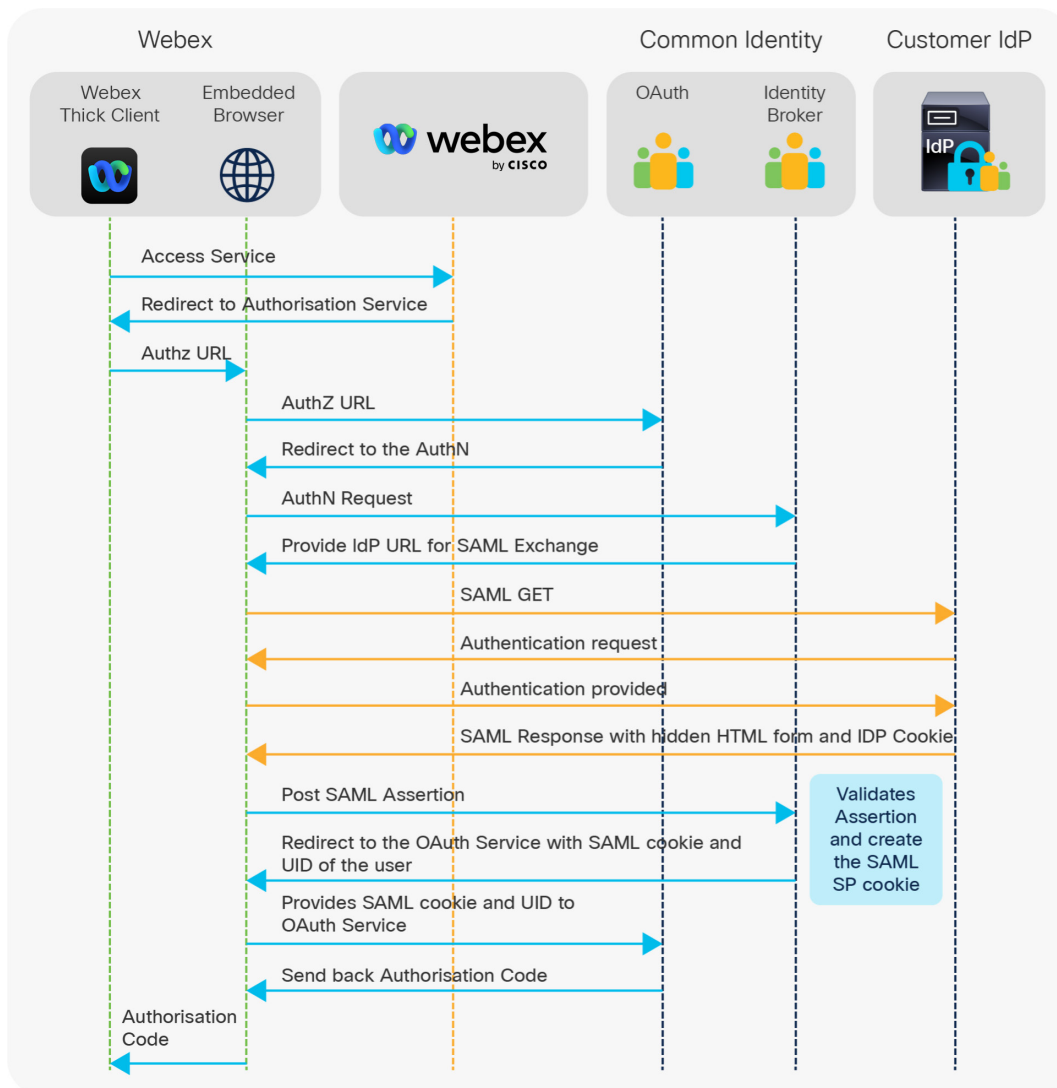 Webex
Common Identity
Customer IdP
Webex
Thick Client
Embedded
Browser
webex
by CISCO
OAuth
Identity
Broker
IdP
Access Service
Redirect to Authorisation Service
Authz URL
AuthZ URL
Redirect to the AuthN
AuthN Request
Provide IdP URL for SAML Exchange
SAML GET
Authentication request
Authentication provided
SAML Response with hidden HTML form and IDP Cookie
Post SAML Assertion
Validates
Assertion
and create
the SAML
SP cookie
Redirect to the OAuth Service with SAML cookie and
UID of the user
Provides SAML cookie and UID to
OAuth Service
Send back Authorisation Code
Authorisation
Code